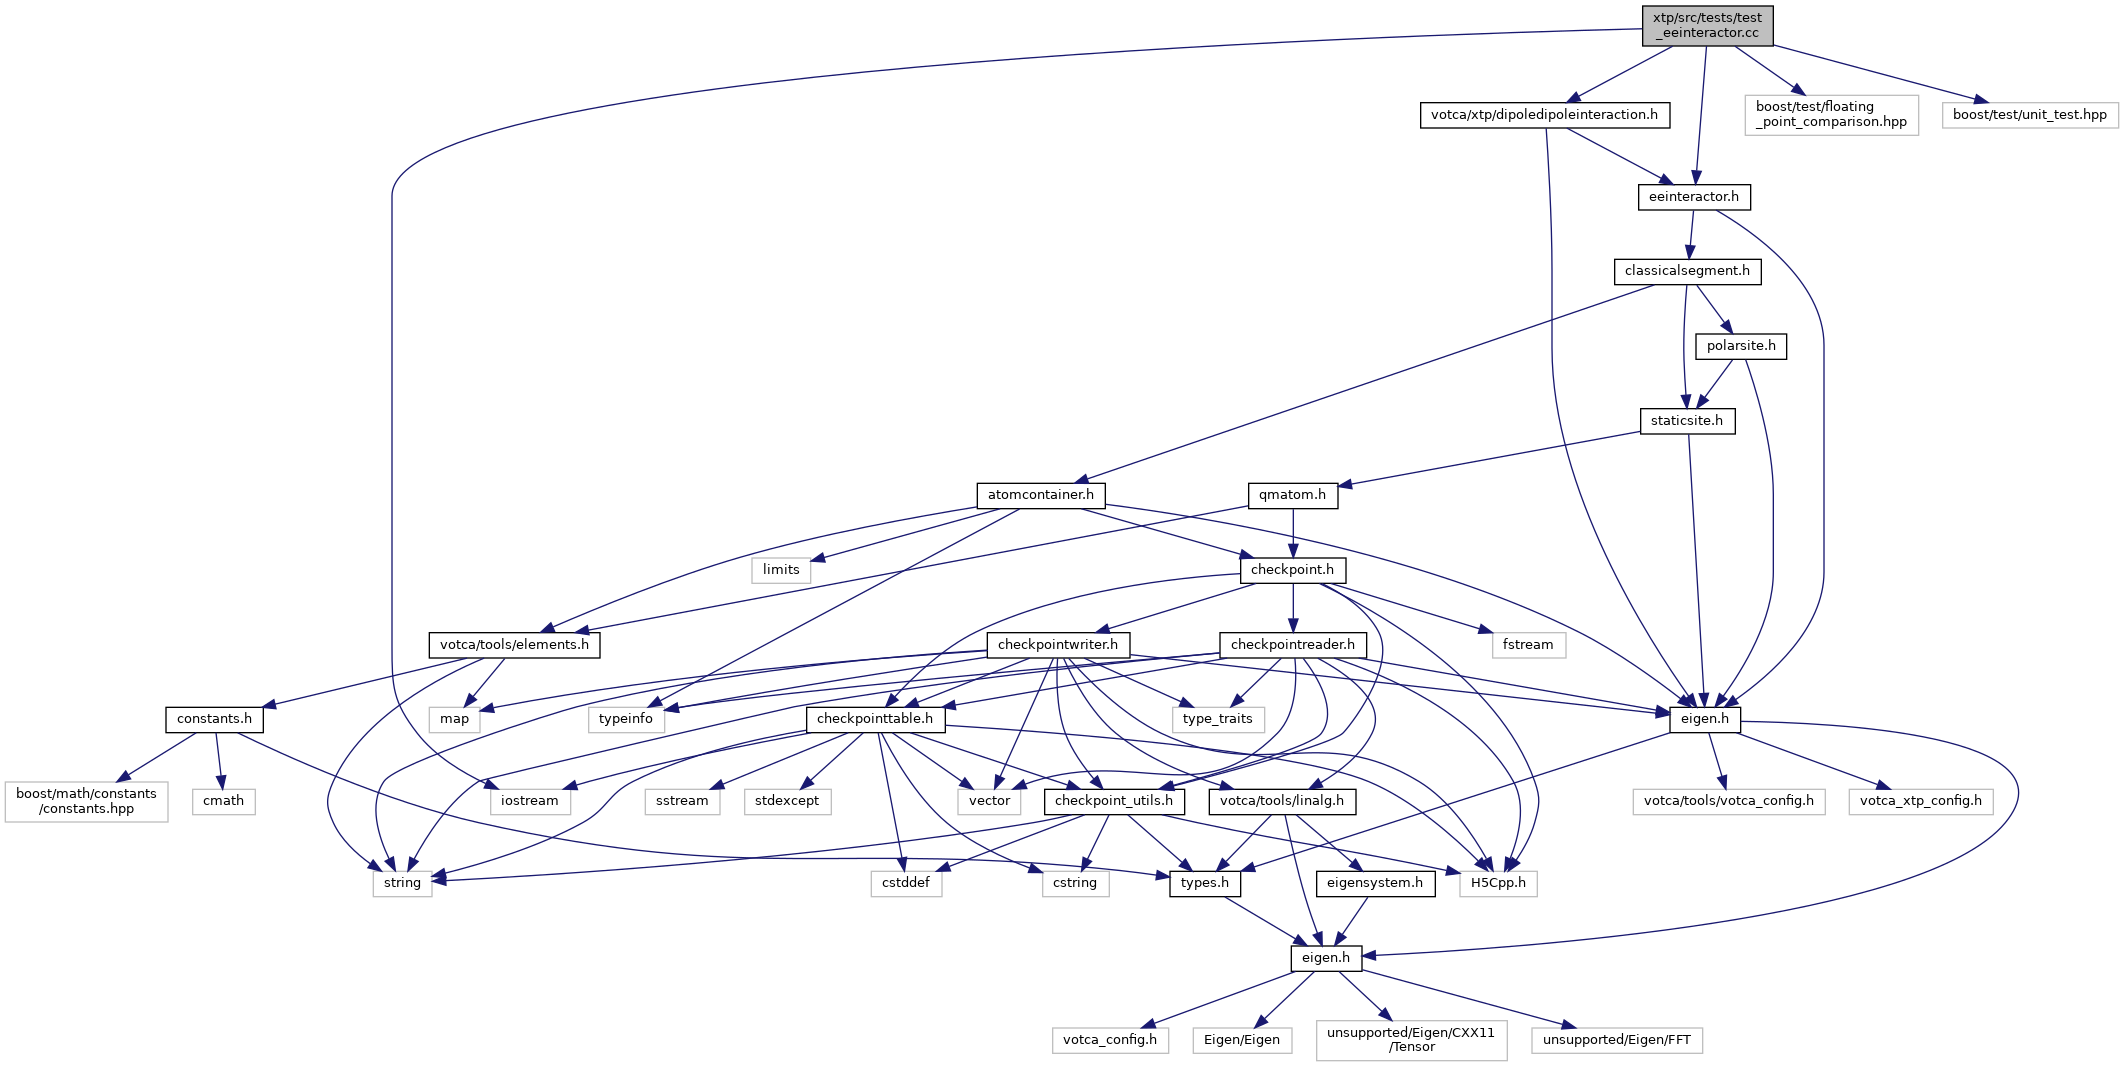 xtp/src/tests/test
_eeinteractor.cc
votca/xtp/dipoledipoleinteraction.h
boost/test/floating
_point_comparison.hpp
boost/test/unit_test.hpp
eeinteractor.h
classicalsegment.h
polarsite.h
staticsite.h
atomcontainer.h
qmatom.h
limits
checkpoint.h
votca/tools/elements.h
checkpointwriter.h
checkpointreader.h
fstream
constants.h
map
typeinfo
checkpointtable.h
type_traits
eigen.h
boost/math/constants
/constants.hpp
cmath
iostream
sstream
stdexcept
vector
checkpoint_utils.h
votca/tools/linalg.h
votca/tools/votca_config.h
votca_xtp_config.h
string
cstddef
cstring
types.h
eigensystem.h
H5Cpp.h
eigen.h
votca_config.h
Eigen/Eigen
unsupported/Eigen/CXX11
/Tensor
unsupported/Eigen/FFT